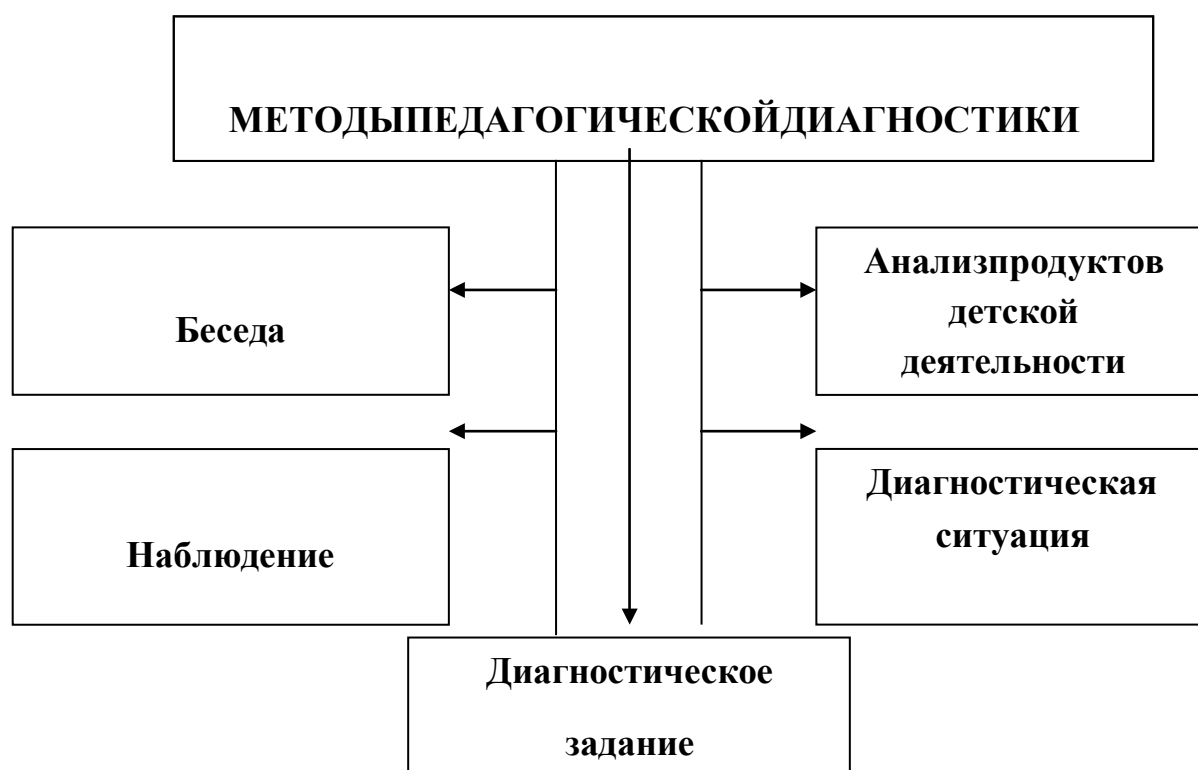 МЕТОДЫПЕДАГОГИЧЕСКОЙДИАГНОСТИКИ
Беседа
Анализпродуктов
детской
деятельности
Наблюдение
Диагностическая
ситуация
Диагностическое
задание